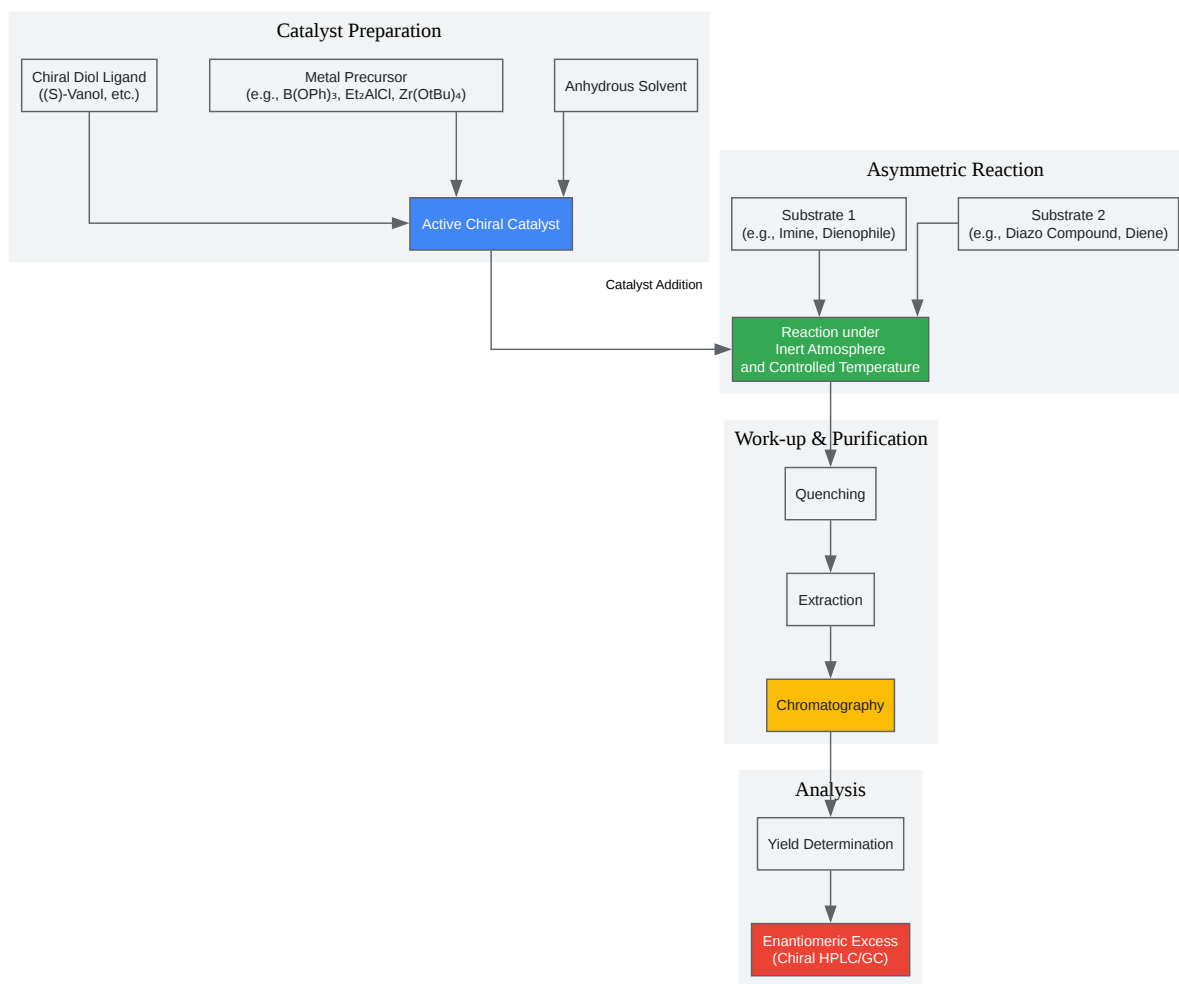 Catalyst Preparation
Chiral Diol Ligand
((S)-Vanol, etc.)
Metal Precursor
(e.g., B(OPh)₃, Et₂AlCl, Zr(OtBu)₄)
Anhydrous Solvent
Active Chiral Catalyst
Catalyst Addition
Asymmetric Reaction
Substrate 1
(e.g., Imine, Dienophile)
Substrate 2
(e.g., Diazo Compound, Diene)
Reaction under
Inert Atmosphere
and Controlled Temperature
Work-up & Purification
Quenching
Extraction
Chromatography
Analysis
Yield Determination
Enantiomeric Excess
(Chiral HPLC/GC)